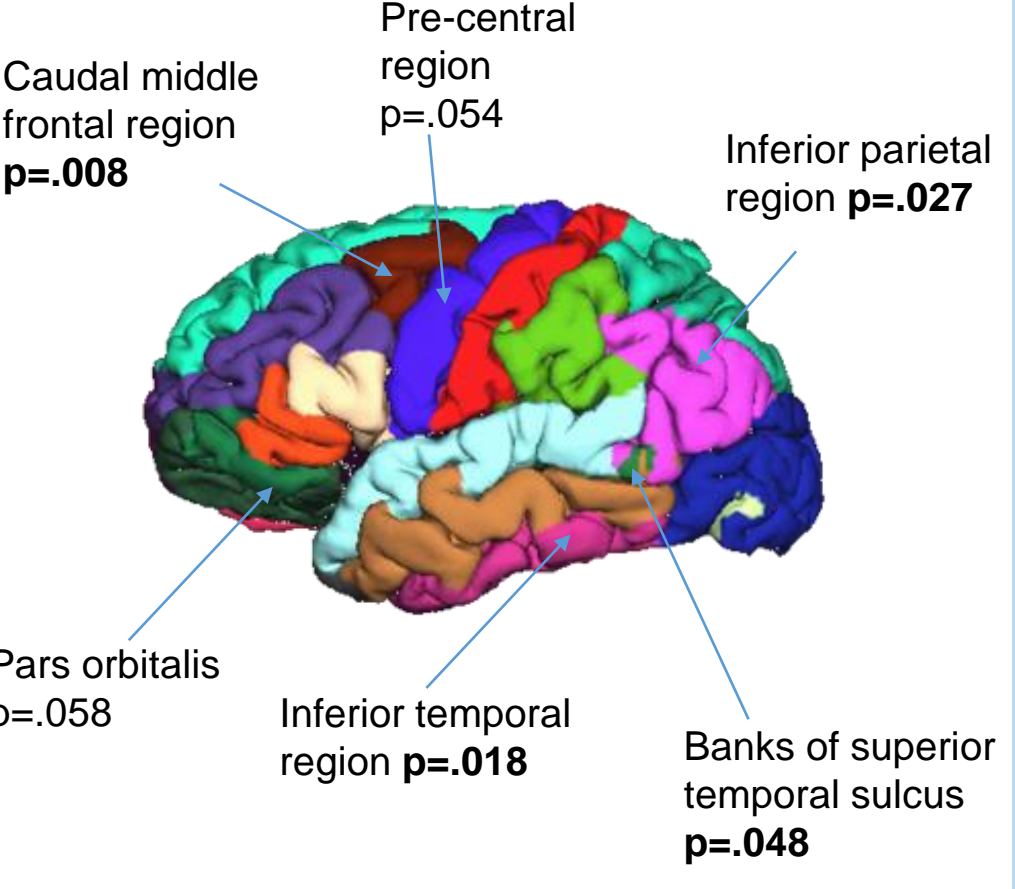 Pre-central
region
p=.054
Caudal middle
frontal region
p=.008
Inferior parietal
region p=.027
Pars orbitalis
p=.058
Inferior temporal
region p=.018
Banks of superior
temporal sulcus
p=.048